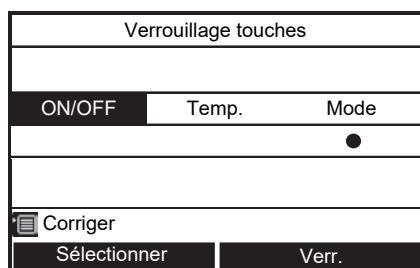 Verrouillage touches
ON/OFF Temp. Mode
Corriger
Sélectionner Verr.